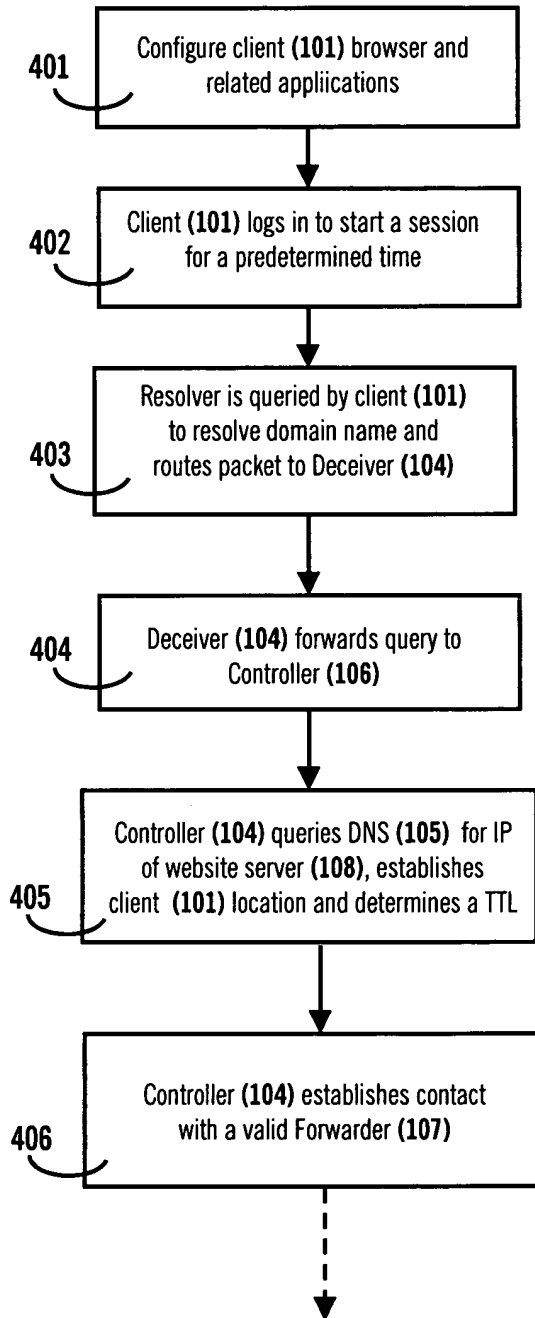 401
Configure client (101) browser and
related appliications
402
Client (101) logs in to start a session
for a predetermined time
403
Resolver is queried by client (101)
to resolve domain name and
routes packet to Deceiver (104)
404
Deceiver (104) forwards query to
Controller (106)
405
Controller (104) queries DNS (105) for IP
of website server (108), establishes
client (101) location and determines a TTL
406
Controller (104) establishes contact
with a valid Forwarder (107)